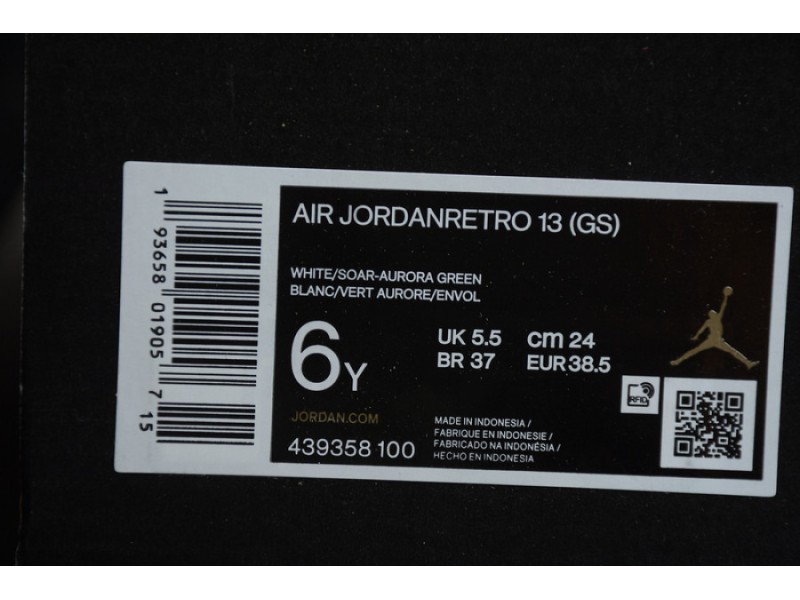 1 93658 01905 7 15
AIR JORDANRETRO 13 (GS)
WHITE/SOAR-AURORA GREEN
BLANC/VERT AURORE/ENVOL
6Y
UK 5.5 cm 24
BR 37 EUR 38.5
RFID
JORDAN.COM
439358 100
MADE IN INDONESIA /
FABRIQUE EN INDONESIE /
FABRICADO NA INDONÉSIA /
HECHO EN INDONESIA